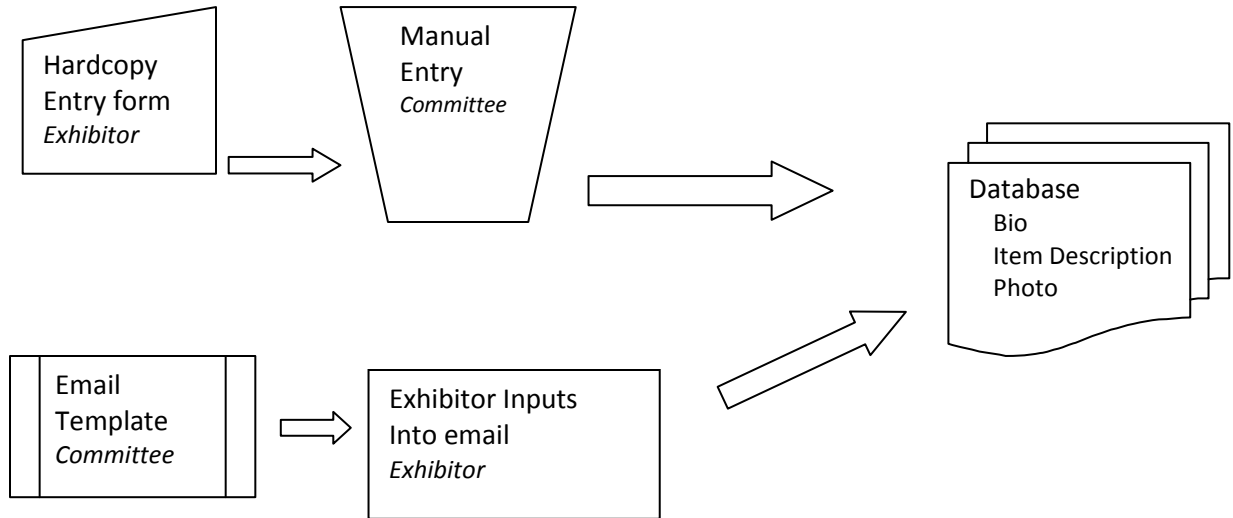 Hardcopy
Entry form
Exhibitor
Manual
Entry
Committee
Database
Bio
Item Description
Photo
Email
Template
Committee
Exhibitor Inputs
Into email
Exhibitor